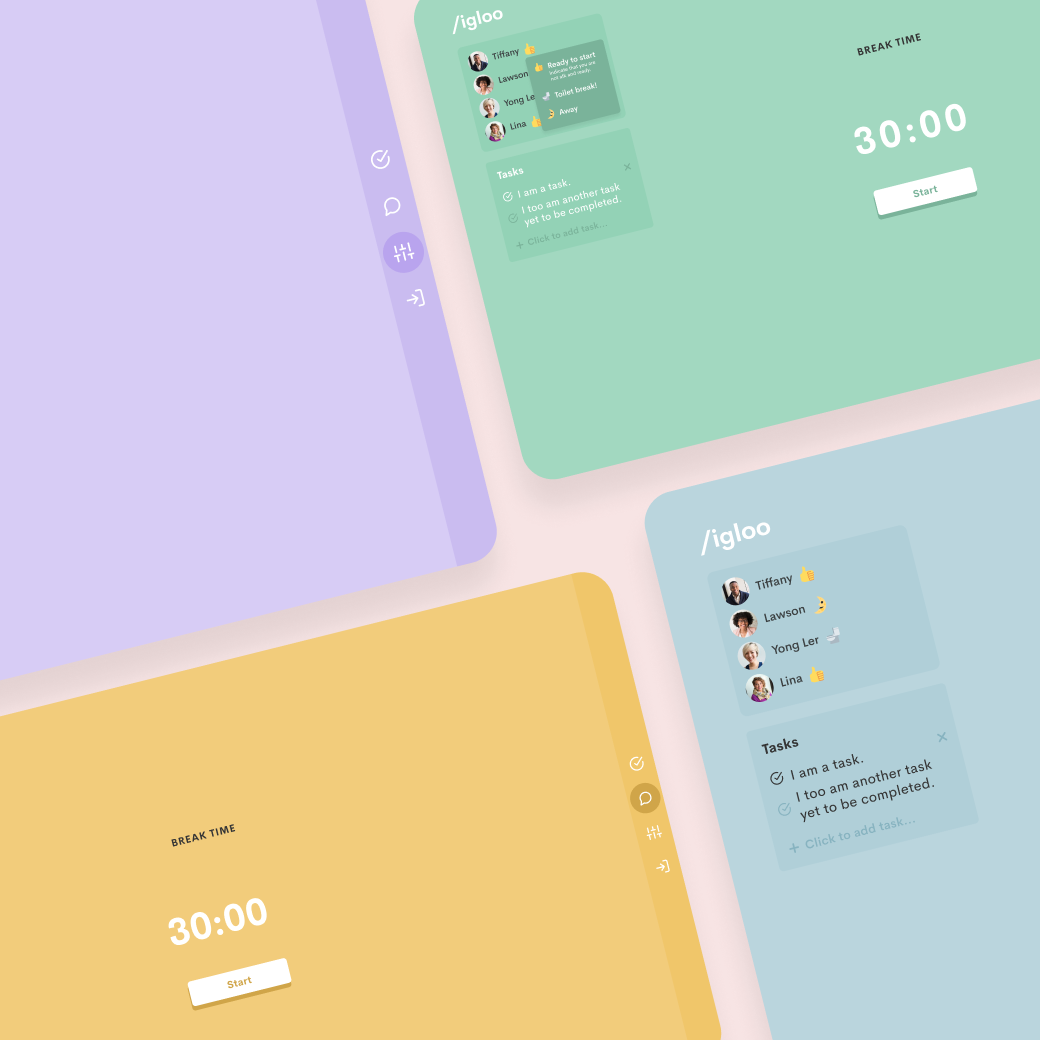 /igloo
Tiffany
Lawson
Yong Le
Lina
Ready to start
Indicate that you are
not afk and ready.
Toilet break!
Away
Tasks
I am a task.
I too am another task
yet to be completed.
+ Click to add task...
BREAK TIME
30:00
Start
/igloo
Tiffany
Lawson
Yong Ler
Lina
Tasks
I am a task.
I too am another task
yet to be completed.
+ Click to add task...
BREAK TIME
30:00
Start